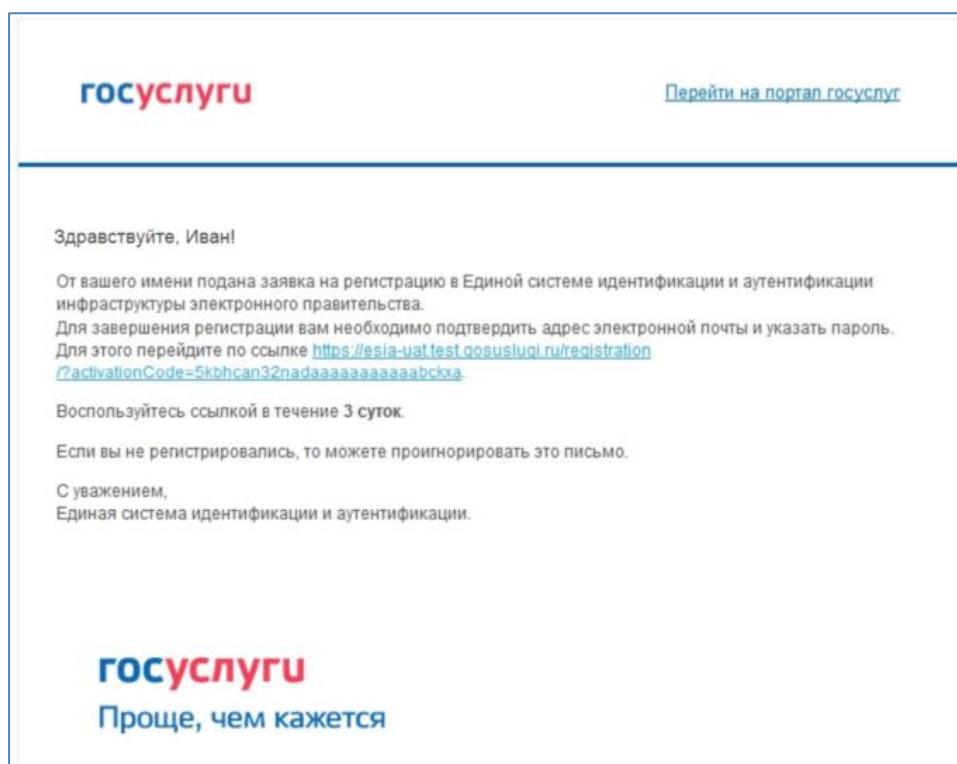 госуслуги
Перейти на портал госуслуг
Здравствуйте, Иван!
От вашего имени подана заявка на регистрацию в Единой системе идентификации и аутентификации
инфраструктуры электронного правительства.
Для завершения регистрации вам необходимо подтвердить адрес электронной почты и указать пароль.
Для этого перейдите по ссылке https://esia-uat.test.gosuslugi.ru/registration
/?activationCode=5kbhcan32nadaaaaaaaaaaabckxa.
Воспользуйтесь ссылкой в течение 3 суток.
Если вы не регистрировались, то можете проигнорировать это письмо.
С уважением,
Единая система идентификации и аутентификации.
госуслуги
Проще, чем кажется